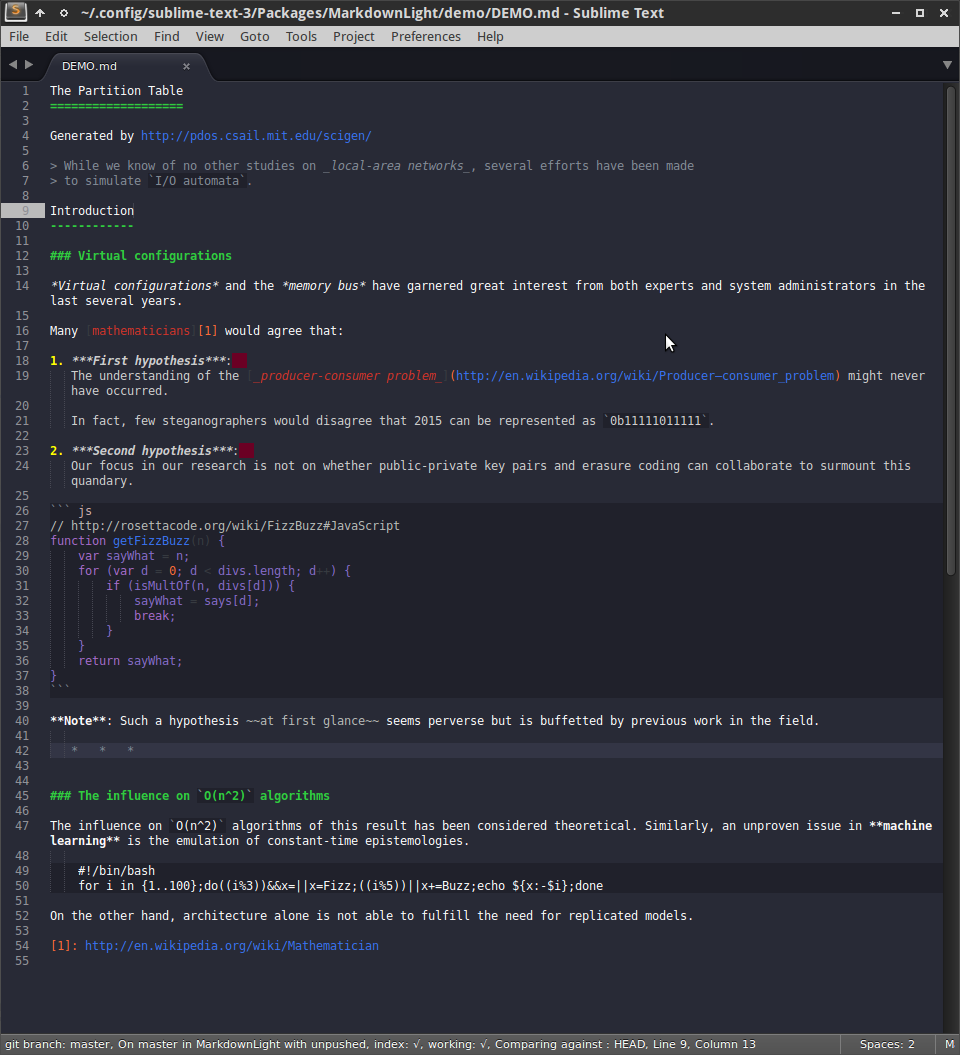 ~/.config/sublime-text-3/Packages/MarkdownLight/demo/DEMO.md - Sublime Text
File Edit Selection Find View Goto Tools Project Preferences Help
DEMO.md
1 The Partition Table
2 ===================
3
4 Generated by http://pdos.csail.mit.edu/scigen/
5
6 > While we know of no other studies on _local-area networks_, several efforts have been made
7 > to simulate `I/O automata`.
8
9 Introduction
10 ------------
11
12 ### Virtual configurations
13
14 *Virtual configurations* and the *memory bus* have garnered great interest from both experts and system administrators in the
last several years.
15
16 Many [mathematicians][1] would agree that:
17
18 1. ***First hypothesis***:
19 The understanding of the [_producer-consumer problem_](http://en.wikipedia.org/wiki/Producer–consumer_problem) might never
have occurred.
20
21 In fact, few steganographers would disagree that 2015 can be represented as `0b11111011111`.
22
23 2. ***Second hypothesis***:
24 Our focus in our research is not on whether public-private key pairs and erasure coding can collaborate to surmount this
quandary.
25
26 ``` js
27 // http://rosettacode.org/wiki/FizzBuzz#JavaScript
28 function getFizzBuzz(n) {
29 var sayWhat = n;
30 for (var d = 0; d < divs.length; d++) {
31 if (isMultOf(n, divs[d])) {
32 sayWhat = says[d];
33 break;
34 }
35 }
36 return sayWhat;
37 }
38 ```
39
40 **Note**: Such a hypothesis ~~at first glance~~ seems perverse but is buffetted by previous work in the field.
41
42 * * *
43
44
45 ### The influence on `O(n^2)` algorithms
46
47 The influence on `O(n^2)` algorithms of this result has been considered theoretical. Similarly, an unproven issue in **machine
learning** is the emulation of constant-time epistemologies.
48
49 #!/bin/bash
50 for i in {1..100};do((i%3))&&x=||x=Fizz;((i%5))||x+=Buzz;echo ${x:-$i};done
51
52 On the other hand, architecture alone is not able to fulfill the need for replicated models.
53
54 [1]: http://en.wikipedia.org/wiki/Mathematician
55
git branch: master, On master in MarkdownLight with unpushed, index: √, working: √, Comparing against : HEAD, Line 9, Column 13 Spaces: 2 M